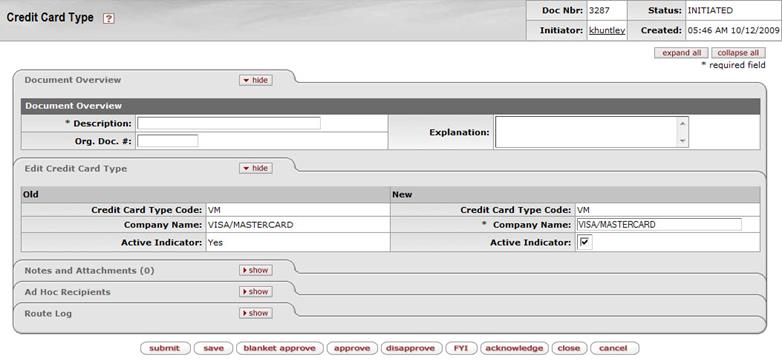 Credit Card Type ?
Doc Nbr: 3287 Status: INITIATED
Initiator: khuntley Created: 05:46 AM 10/12/2009
expand all collapse all
* required field
Document Overview hide
Document Overview
* Description: Explanation:
Org. Doc. #:
Edit Credit Card Type hide
Old New
Credit Card Type Code: VM Credit Card Type Code: VM
Company Name: VISA/MASTERCARD * Company Name: VISA/MASTERCARD
Active Indicator: Yes Active Indicator:
Notes and Attachments (0) show
Ad Hoc Recipients show
Route Log show
submit save blanket approve approve disapprove FYI acknowledge close cancel